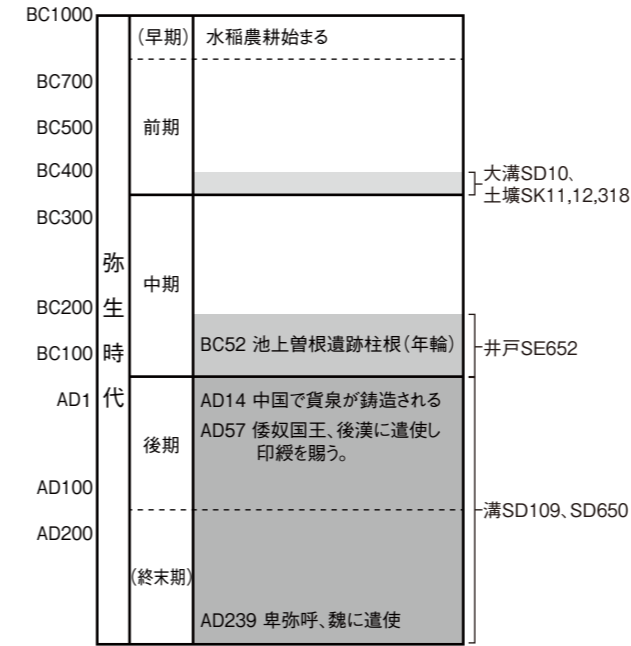 BC1000
BC700
BC500
BC400
BC300
BC200
BC100
AD1
AD100
AD200
弥生時代
（早期）
前期
中期
後期
（終末期）
水稲農耕始まる
BC52 池上曽根遺跡柱根（年輪）
AD14 中国で貨泉が鋳造される
AD57 倭奴国王、後漢に遣使し
印綬を賜う。
AD239 卑弥呼、魏に遣使
大溝SD10、
土壙SK11,12,318
井戸SE652
溝SD109、SD650